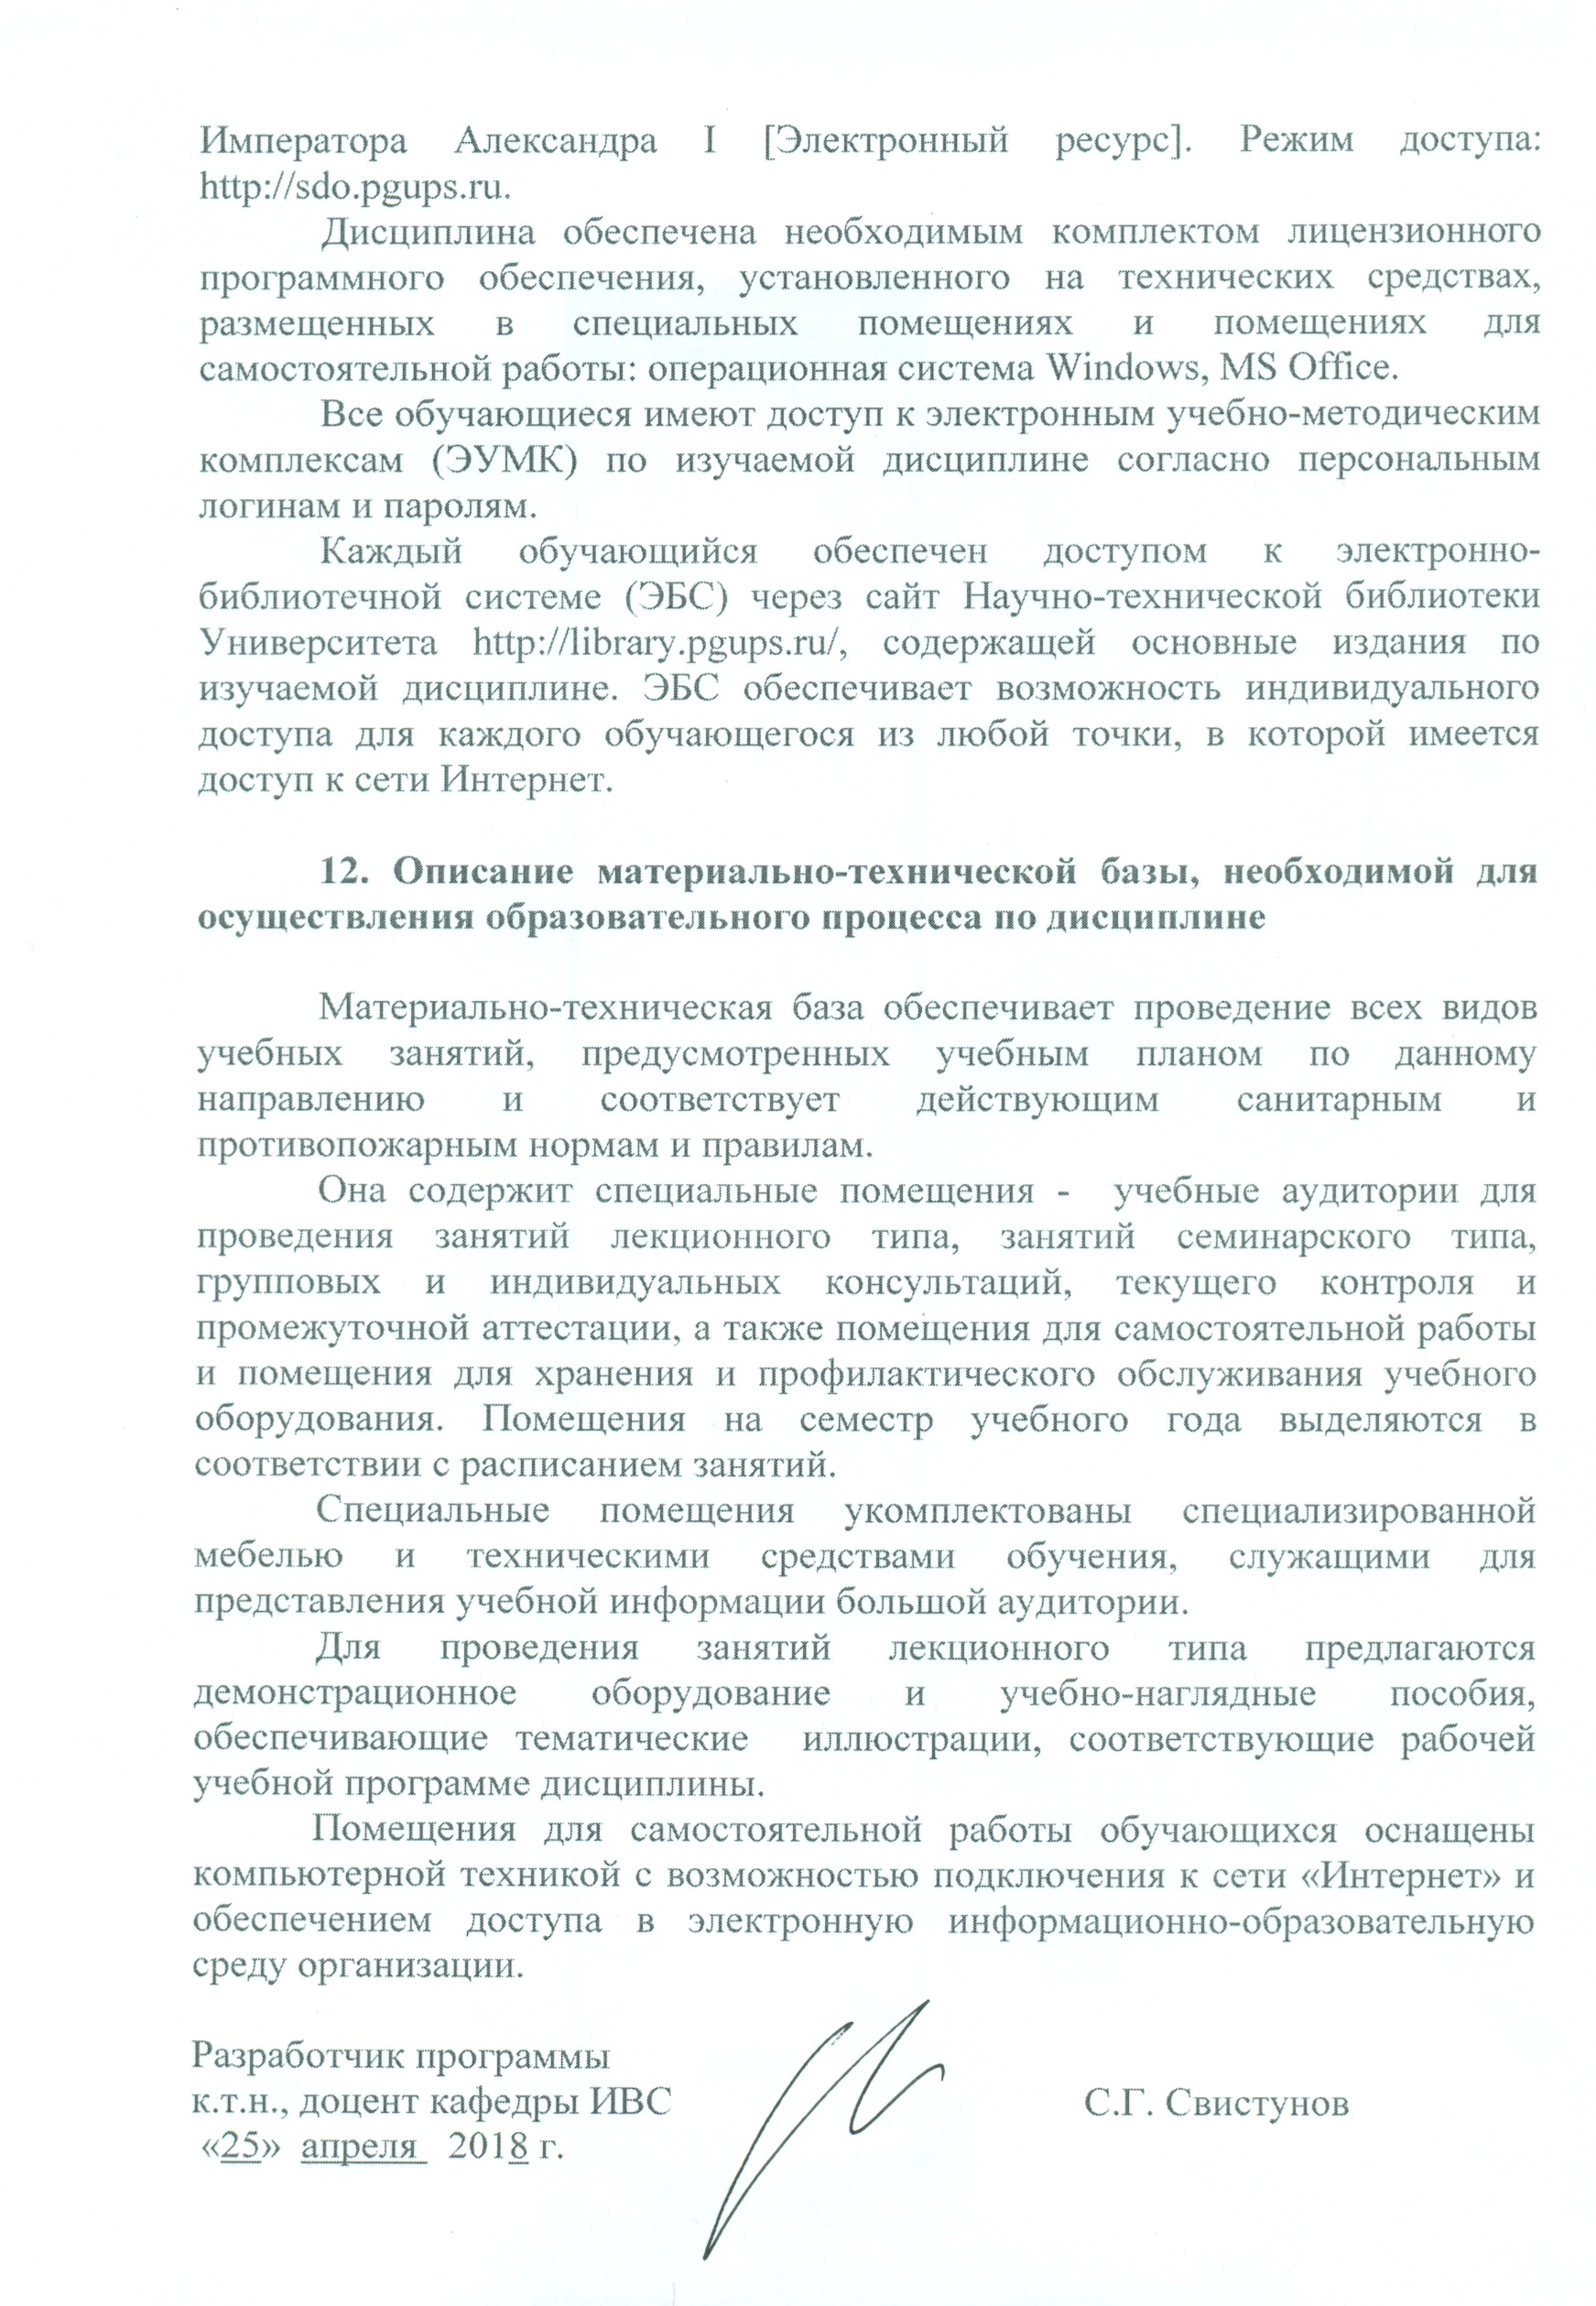 Императора Александра I [Электронный ресурс]. Режим доступа:
http://sdo.pgups.ru.
Дисциплина обеспечена необходимым комплектом лицензионного
программного обеспечения, установленного на технических средствах,
размещенных в специальных помещениях и помещениях для
самостоятельной работы: операционная система Windows, MS Office.
Все обучающиеся имеют доступ к электронным учебно-методическим
комплексам (ЭУМК) по изучаемой дисциплине согласно персональным
логинам и паролям.
Каждый обучающийся обеспечен доступом к электронно-
библиотечной системе (ЭБС) через сайт Научно-технической библиотеки
Университета http://library.pgups.ru/, содержащей основные издания по
изучаемой дисциплине. ЭБС обеспечивает возможность индивидуального
доступа для каждого обучающегося из любой точки, в которой имеется
доступ к сети Интернет.
12. Описание материально-технической базы, необходимой для
осуществления образовательного процесса по дисциплине
Материально-техническая база обеспечивает проведение всех видов
учебных занятий, предусмотренных учебным планом по данному
направлению и соответствует действующим санитарным и
противопожарным нормам и правилам.
Она содержит специальные помещения - учебные аудитории для
проведения занятий лекционного типа, занятий семинарского типа,
групповых и индивидуальных консультаций, текущего контроля и
промежуточной аттестации, а также помещения для самостоятельной работы
и помещения для хранения и профилактического обслуживания учебного
оборудования. Помещения на семестр учебного года выделяются в
соответствии с расписанием занятий.
Специальные помещения укомплектованы специализированной
мебелью и техническими средствами обучения, служащими для
представления учебной информации большой аудитории.
Для проведения занятий лекционного типа предлагаются
демонстрационное оборудование и учебно-наглядные пособия,
обеспечивающие тематические иллюстрации, соответствующие рабочей
учебной программе дисциплины.
Помещения для самостоятельной работы обучающихся оснащены
компьютерной техникой с возможностью подключения к сети «Интернет» и
обеспечением доступа в электронную информационно-образовательную
среду организации.
Разработчик программы
к.т.н., доцент кафедры ИВС С.Г. Свистунов
«25» апреля 2018 г.